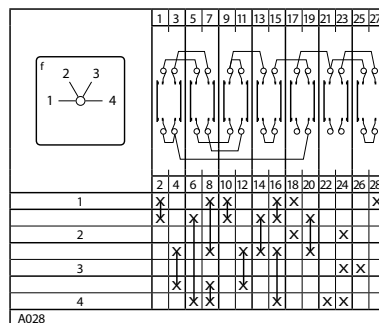 1 3 5 7 9 11 13 15 17 19 21 23 25 27
f
2 3
1 4
2 4 6 8 10 12 14 16 18 20 22 24 26 28
1 X X X X X X
X X X X X
2 X X
X X X X X X
3 X X
X X X
4 X X X X X
A028